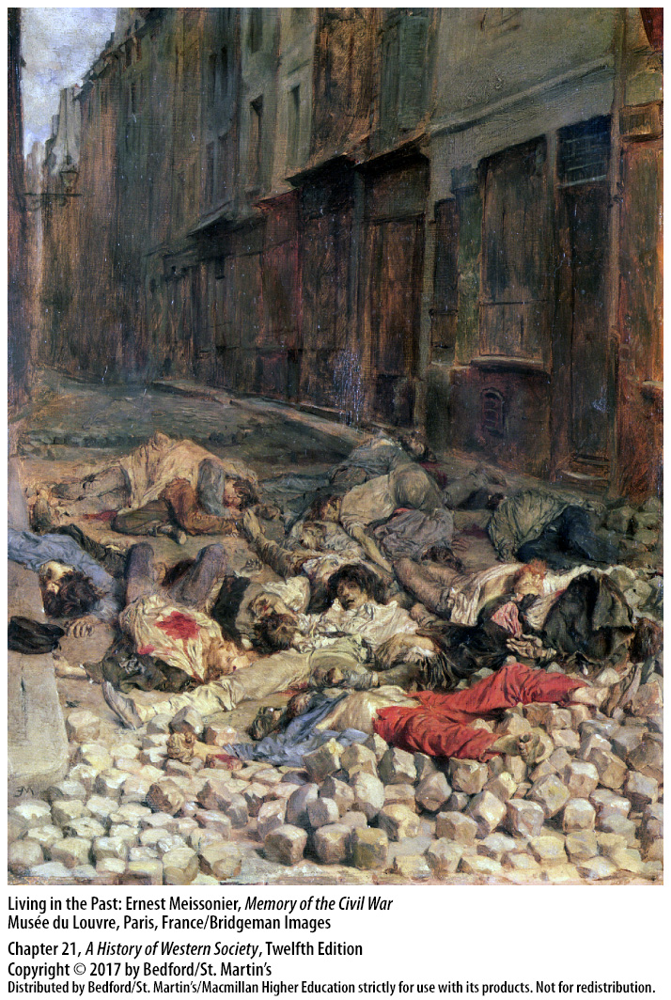 EM
Living in the Past: Ernest Meissonier, Memory of the Civil War
Musée du Louvre, Paris, France/Bridgeman Images
Chapter 21, A History of Western Society, Twelfth Edition
Copyright © 2017 by Bedford/St. Martin's
Distributed by Bedford/St. Martin's/Macmillan Higher Education strictly for use with its products. Not for redistribution.